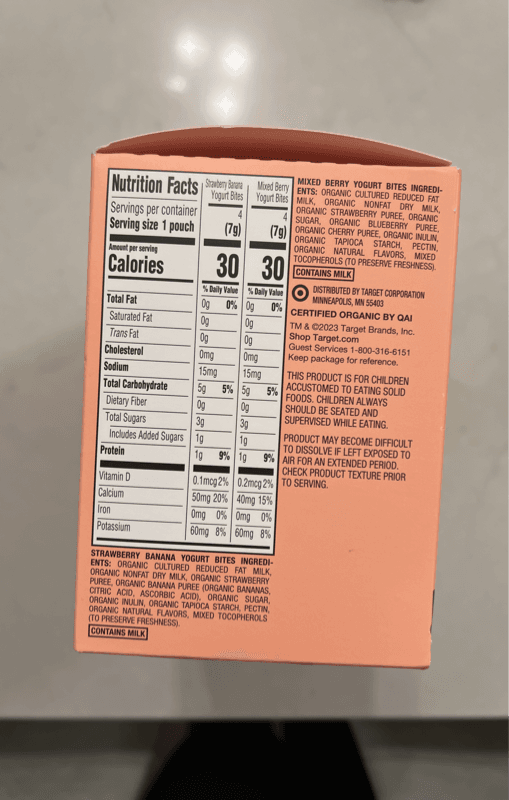 Nutrition Facts
Strawberry Banana Yogurt Bites
Mixed Berry Yogurt Bites
Servings per container 4 4
Serving size 1 pouch (7g) (7g)
Amount per serving
Calories 30 30
% Daily Value % Daily Value
Total Fat 0g 0% 0g 0%
Saturated Fat 0g 0g
Trans Fat 0g 0g
Cholesterol 0mg 0mg
Sodium 15mg 15mg
Total Carbohydrate 5g 5% 5g 5%
Dietary Fiber 0g 0g
Total Sugars 3g 3g
Includes Added Sugars 1g 1g
Protein 1g 9% 1g 9%
Vitamin D 0.1mcg 2% 0.2mcg 2%
Calcium 50mg 20% 40mg 15%
Iron 0mg 0% 0mg 0%
Potassium 60mg 8% 60mg 8%
STRAWBERRY BANANA YOGURT BITES INGREDI-
ENTS: ORGANIC CULTURED REDUCED FAT MILK,
ORGANIC NONFAT DRY MILK, ORGANIC STRAWBERRY
PUREE, ORGANIC BANANA PUREE (ORGANIC BANANAS,
CITRIC ACID, ASCORBIC ACID), ORGANIC SUGAR,
ORGANIC INULIN, ORGANIC TAPIOCA STARCH, PECTIN,
ORGANIC NATURAL FLAVORS, MIXED TOCOPHEROLS
(TO PRESERVE FRESHNESS).
CONTAINS MILK
MIXED BERRY YOGURT BITES INGREDI-
ENTS: ORGANIC CULTURED REDUCED FAT
MILK, ORGANIC NONFAT DRY MILK,
ORGANIC STRAWBERRY PUREE, ORGANIC
SUGAR, ORGANIC BLUEBERRY PUREE,
ORGANIC CHERRY PUREE, ORGANIC INULIN,
ORGANIC TAPIOCA STARCH, PECTIN,
ORGANIC NATURAL FLAVORS, MIXED
TOCOPHEROLS (TO PRESERVE FRESHNESS).
CONTAINS MILK
DISTRIBUTED BY TARGET CORPORATION
MINNEAPOLIS, MN 55403
CERTIFIED ORGANIC BY QAI
TM & ©2023 Target Brands, Inc.
Shop Target.com
Guest Services 1-800-316-6151
Keep package for reference.
THIS PRODUCT IS FOR CHILDREN
ACCUSTOMED TO EATING SOLID
FOODS. CHILDREN ALWAYS
SHOULD BE SEATED AND
SUPERVISED WHILE EATING.
PRODUCT MAY BECOME DIFFICULT
TO DISSOLVE IF LEFT EXPOSED TO
AIR FOR AN EXTENDED PERIOD.
CHECK PRODUCT TEXTURE PRIOR
TO SERVING.